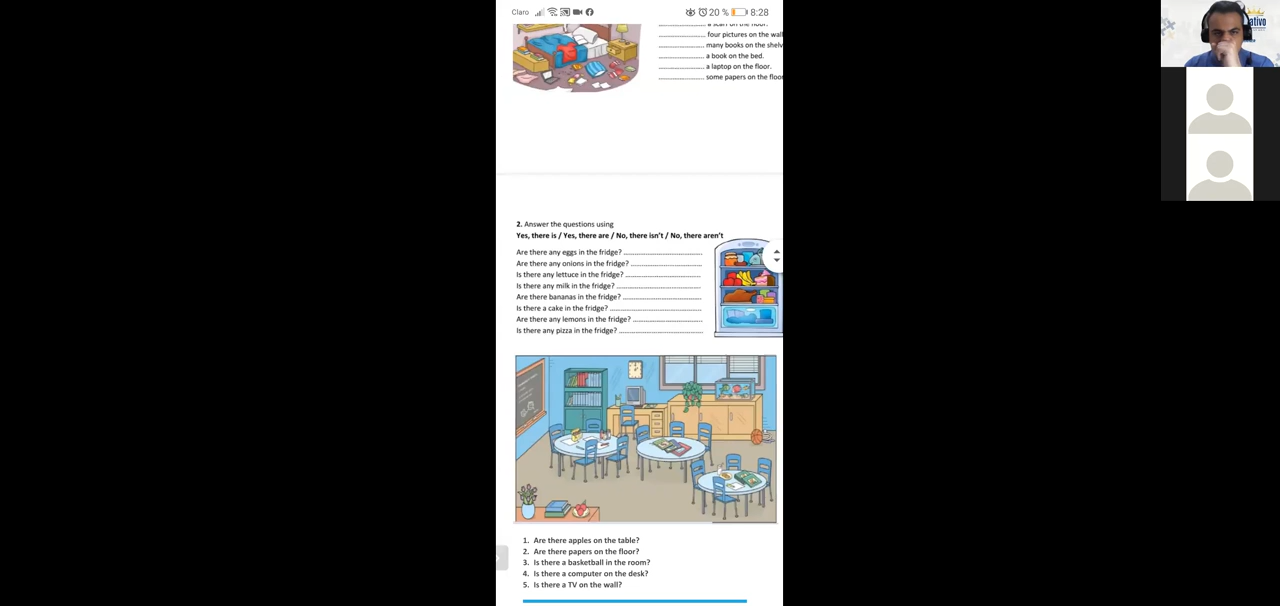 Claro
20 %
8:28
ativo
a scarf on the floor.
four pictures on the wall
many books on the shelv
a book on the bed.
a laptop on the floor.
some papers on the floor
2. Answer the questions using
Yes, there is / Yes, there are / No, there isn't / No, there aren't
Are there any eggs in the fridge? ..............................
Are there any onions in the fridge? ..............................
Is there any lettuce in the fridge? ..............................
Is there any milk in the fridge? ..............................
Are there bananas in the fridge? ..............................
Is there a cake in the fridge? ..............................
Are there any lemons in the fridge? ..............................
Is there any pizza in the fridge? ..............................
1. Are there apples on the table?
2. Are there papers on the floor?
3. Is there a basketball in the room?
4. Is there a computer on the desk?
5. Is there a TV on the wall?